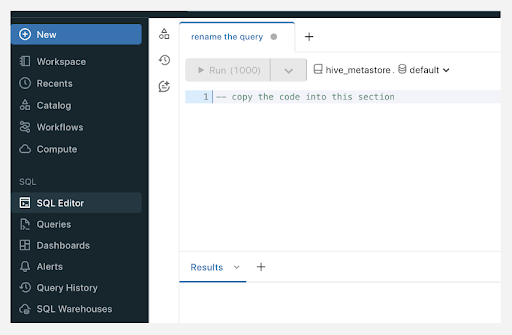 New
Workspace
Recents
Catalog
Workflows
Compute
SQL
SQL Editor
Queries
Dashboards
Alerts
Query History
SQL Warehouses
rename the query
Run (1000)
hive_metastore . default
1 -- copy the code into this section
Results